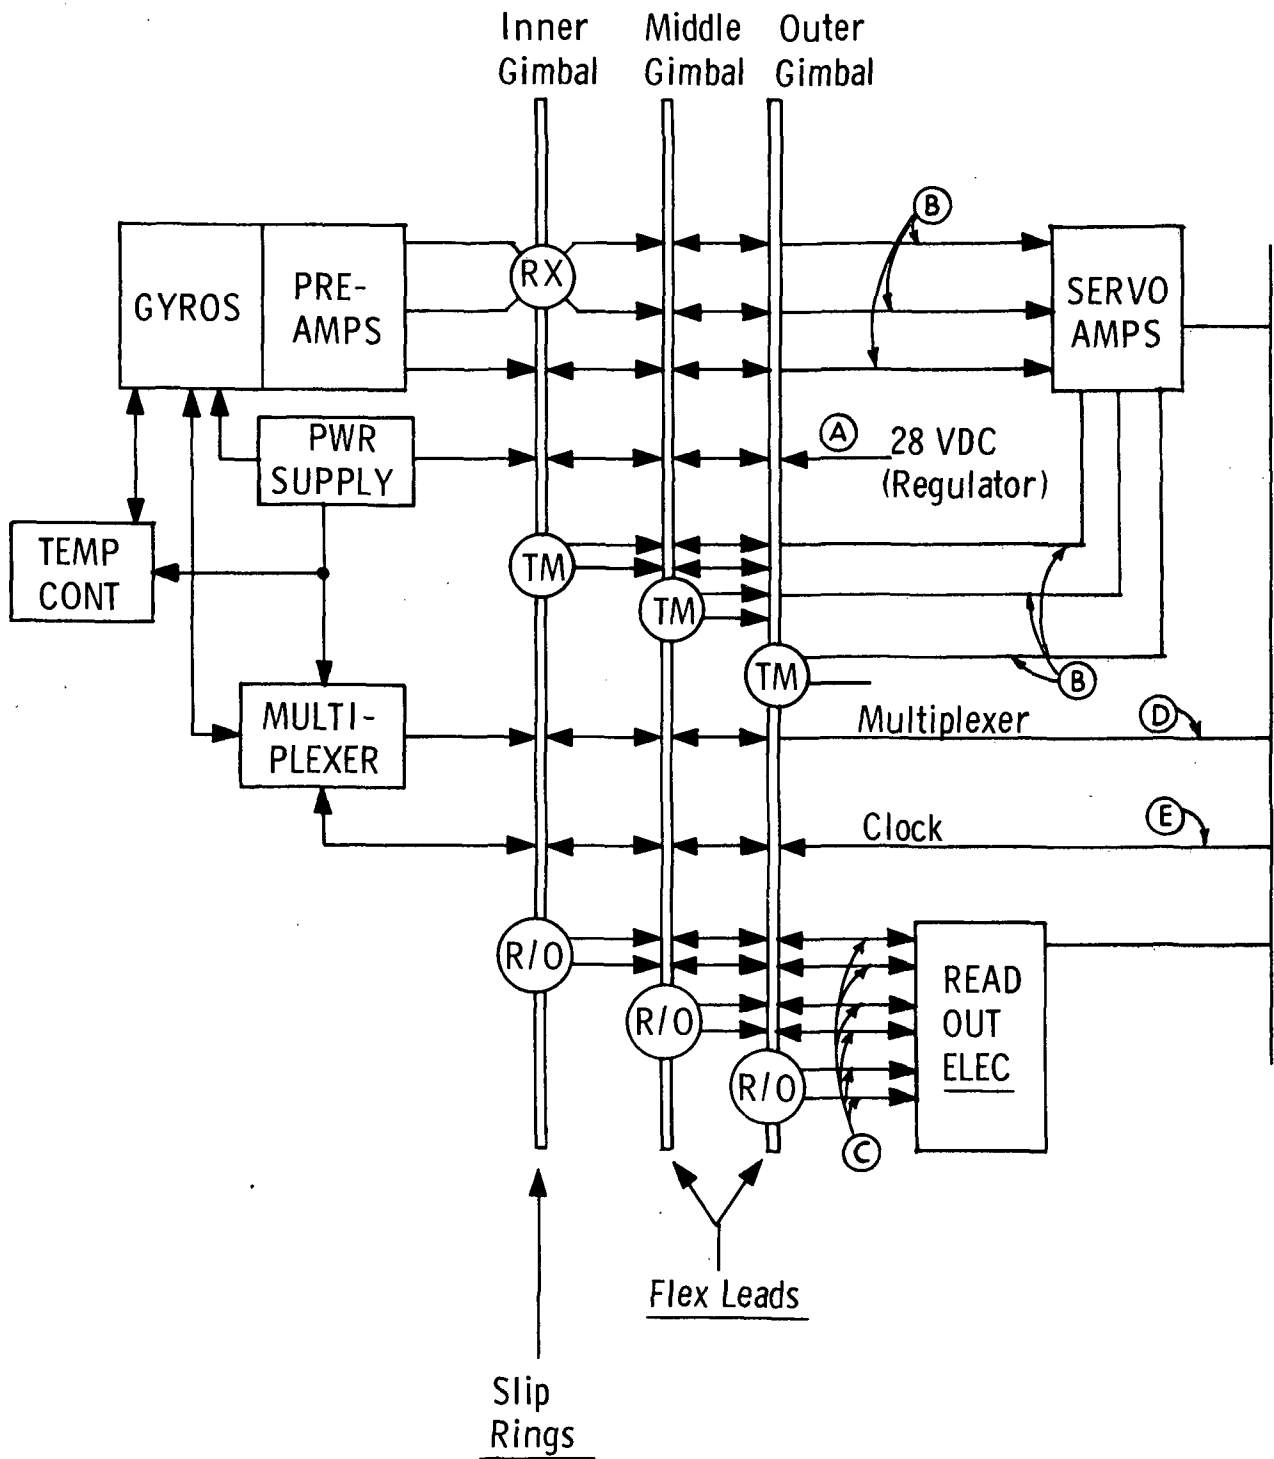 Inner
Gimbal
Middle
Gimbal
Outer
Gimbal
B
GYROS
PRE-
AMPS
RX
SERVO
AMPS
PWR
SUPPLY
A
28 VDC
(Regulator)
TEMP
CONT
TM
TM
TM
B
MULTI-
PLEXER
Multiplexer
D
Clock
E
R/O
R/O
R/O
READ
OUT
ELEC
C
Flex Leads
Slip
Rings